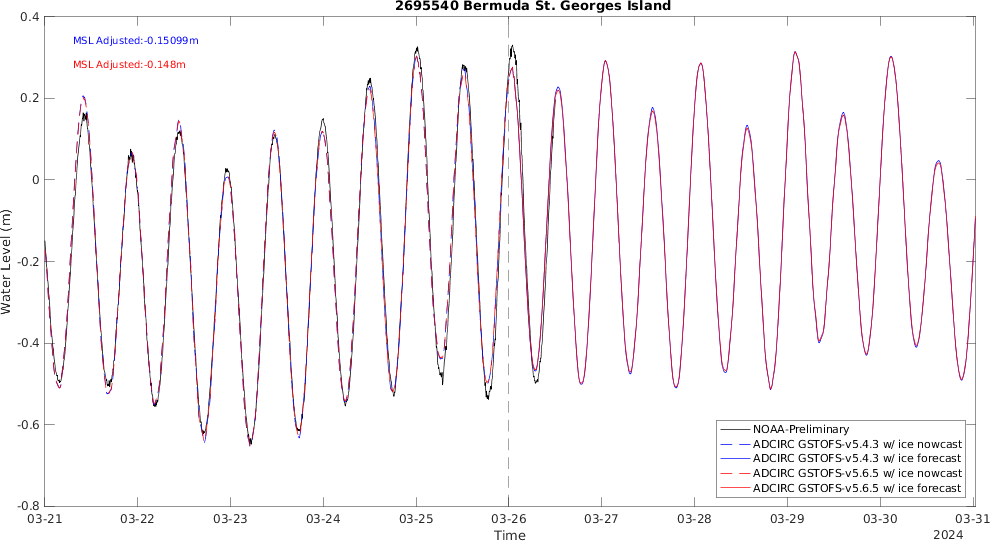 2695540 Bermuda St. Georges Island
MSL Adjusted:-0.15099m
MSL Adjusted:-0.148m
Water Level (m)
0.4
0.2
0
-0.2
-0.4
-0.6
-0.8
NOAA-Preliminary
ADCIRC GSTOFS-v5.4.3 w/ ice nowcast
ADCIRC GSTOFS-v5.4.3 w/ ice forecast
ADCIRC GSTOFS-v5.6.5 w/ ice nowcast
ADCIRC GSTOFS-v5.6.5 w/ ice forecast
03-21 03-22 03-23 03-24 03-25 03-26 03-27 03-28 03-29 03-30 03-31
Time
2024